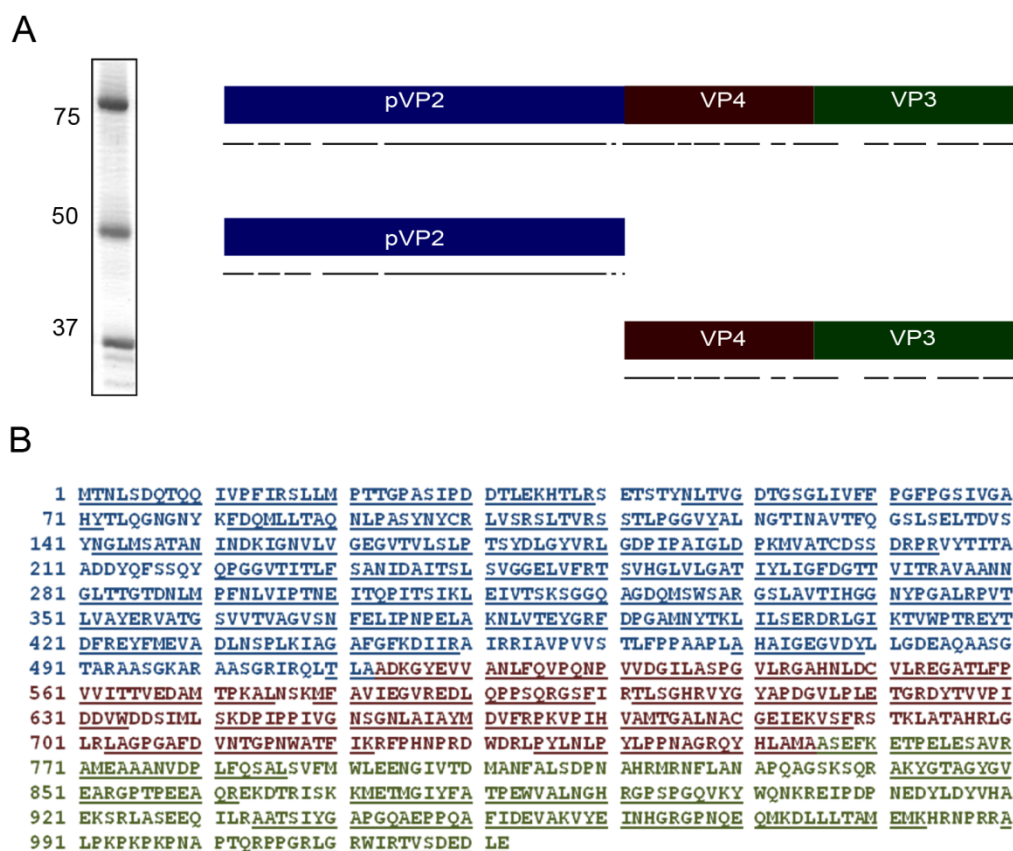 A
75
50
37
pVP2 VP4 VP3
pVP2
VP4 VP3
B
1 MTNLSDQTQQ IVPFIRSLLM PTTGPASIPD DTLEKHTLRS ETSTYNLTVG DTGSGLIVFF PGFPGSIVGA
71 HYTLQGNGNY KFDQMLLTAQ NLPASYNYCR LVSRSLTVRS STLPGGVYAL NGTINAVTFQ GSLSELTDVS
141 YNGLMSATAN INDKIGNVLV GEGVTVLSLP TSYDLGYVRL GDPIPAIGLD PKMVATCDSS DRPRVYTITA
211 ADDYQFSSQY QPGGVTITLF SANIDAITSL SVGGELVFRT SVHGLVLGAT IYLIGFDGTT VITRAVAANN
281 GLTTGTDNLM PFNLVIPTNE ITQPITSIKL EIVTSKSGGQ AGDQMSWSAR GSLAVTIHGG NYPGALRPVT
351 LVAYERVATG SVVTVAGVSN FELIPNPELA KNLVTEYGRF DPGAMNYTKL ILSERDRLGI KTVWPTREYT
421 DFREYFMEVA DLNSPLKIAG AFGFKDIIRA IRRIAVPVVS TLFPPAAPLA HAIGEGVDYL LGDEAQAASG
491 TARAASGKAR AASGRIRQLT LAADKGYEVV ANLFQVPQNP VVDGILASPG VLRGAHNLDC VLREGATLFP
561 VVITTVEDAM TPKALNSKMF AVIEGVREDL QPPSQRGSFI RTLSGHRVYG YAPDGVLPLE TGRDYTVVPI
631 DDVWDDSIML SKDPIPPIVG NSGNLAIAYM DVFRPKVPIH VAMTGALNAC GEIEKVSFRS TKLATAHRLG
701 LRLAGPGAFD VNTGPNWATF IKRFPHNPRD WDRLPYLNLP YLPPNAGRQY HLAMAASEFK ETPELESAVR
771 AMEAAANVDP LFQSALSVFM WLEENGIVTD MANFALSDPN AHRMRNFLAN APQAGSKSQR AKYGTAGYGV
851 EARGPTPEEA QREKDTRISK KMETMGIYFA TPEWVALNGH RGPSPGQVKY WQNKREIPDP NEDYLDYVHA
921 EKSRLASEEQ ILRAATSIYG APGQAEPPQA FIDEVAKVYE INHGRGPNQE QMKDLLLTAM EMKHRNPRRA
991 LPKPKPKPNA PTQRPPGRLG RWIRTVSDED LE